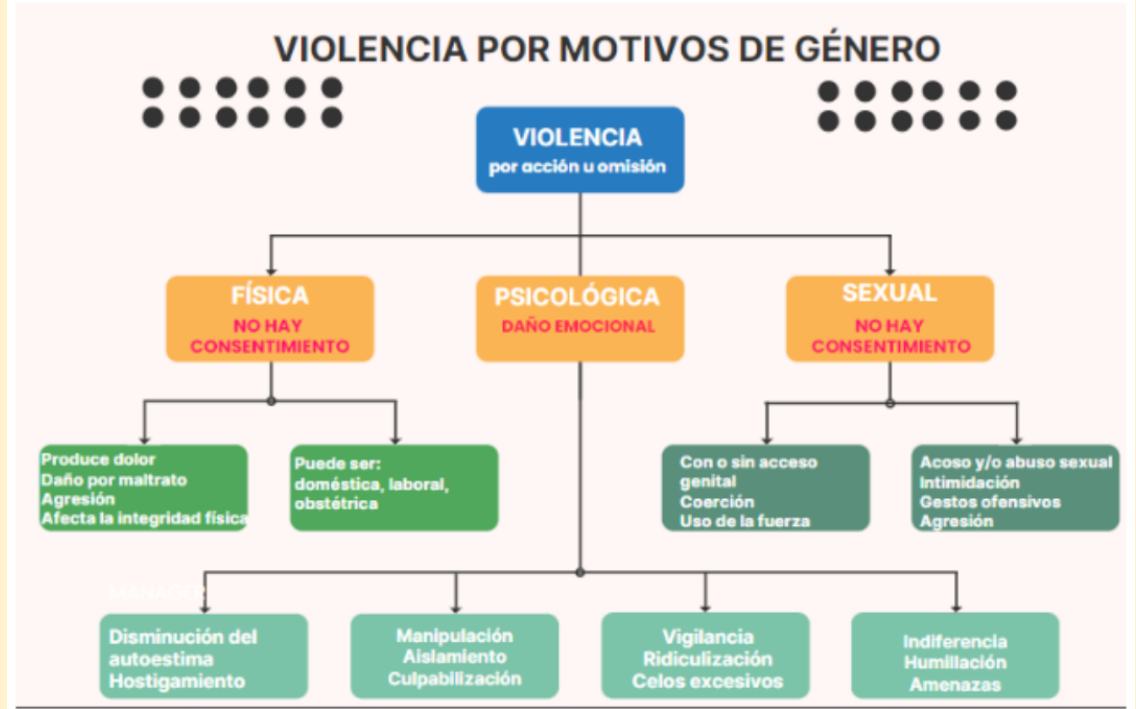 VIOLENCIA POR MOTIVOS DE GÉNERO
VIOLENCIA
por acción u omisión
FÍSICA
NO HAY
CONSENTIMIENTO
PSICOLÓGICA
DAÑO EMOCIONAL
SEXUAL
NO HAY
CONSENTIMIENTO
Produce dolor
Daño por maltrato
Agresión
Afecta la integridad física
Puede ser:
doméstica, laboral,
obstétrica
Con o sin acceso
genital
Coerción
Uso de la fuerza
Acoso y/o abuso sexual
Intimidación
Gestos ofensivos
Agresión
MANAGER
Disminución del
autoestima
Hostigamiento
Manipulación
Aislamiento
Culpabilización
Vigilancia
Ridiculización
Celos excesivos
Indiferencia
Humillación
Amenazas